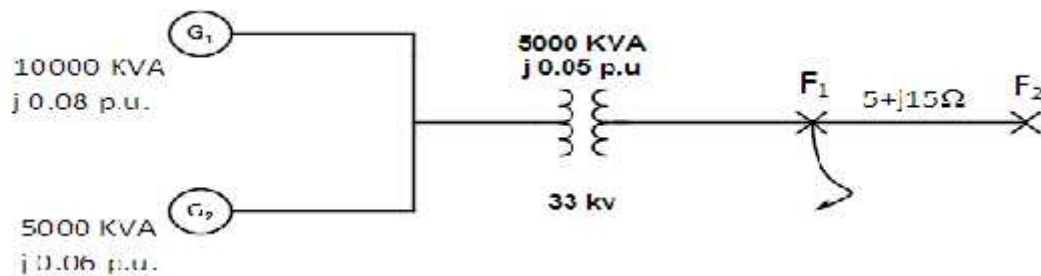 G₁
10000 KVA
j 0.08 p.u.
5000 KVA
j 0.05 p.u
33 kv
F₁
5+j15Ω
F₂
G₂
5000 KVA
j 0.06 p.u.